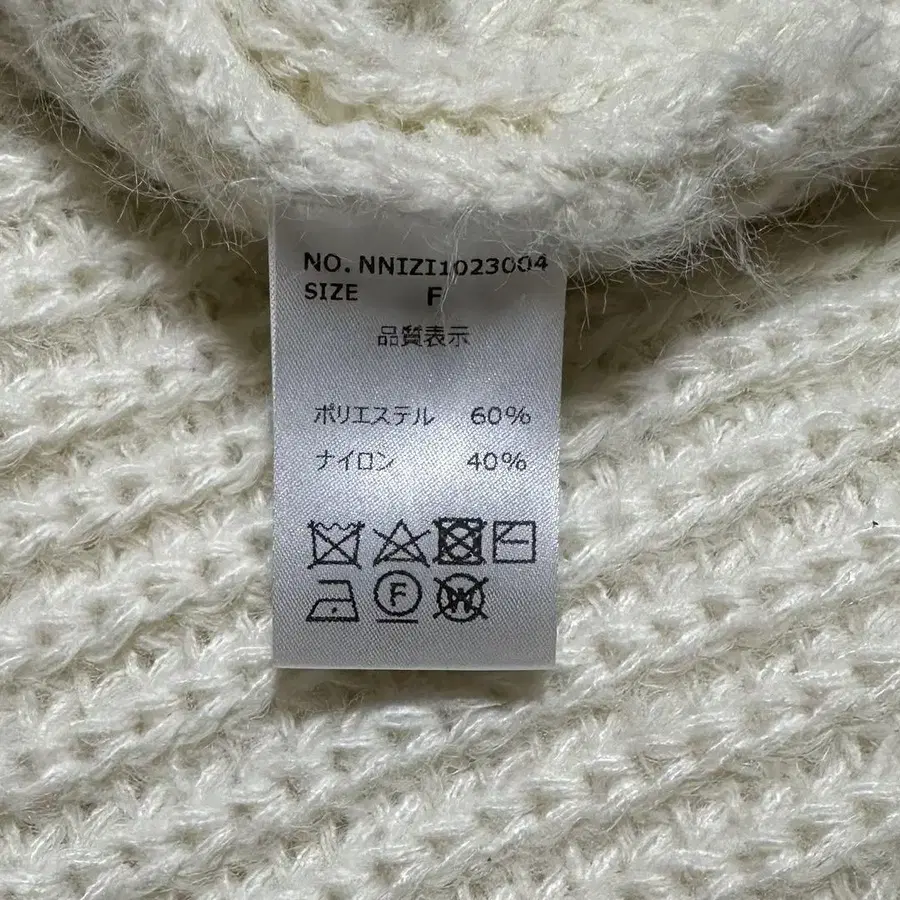 NO. NNIZI1023004
SIZE F
品質表示
ポリエステル 60%
ナイロン 40%
F W